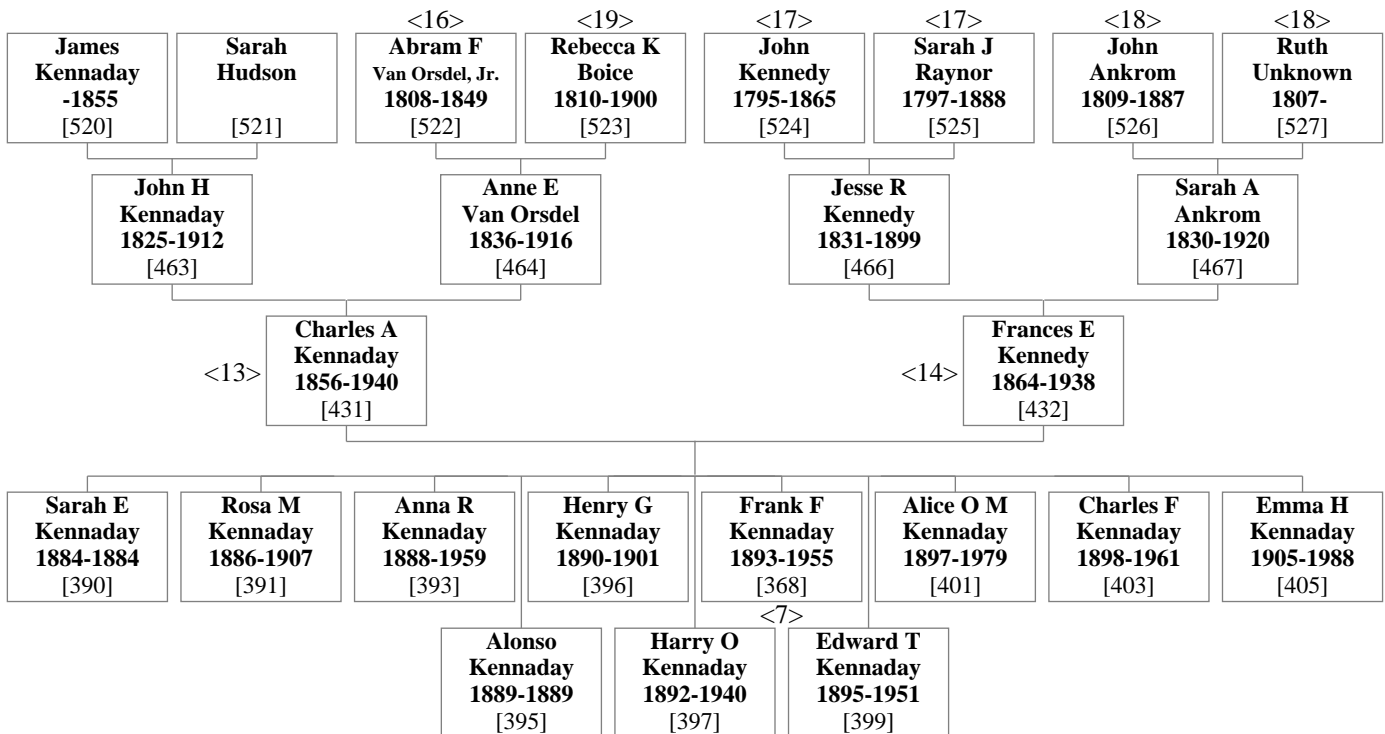 <16>
<19>
<17>
<17>
<18>
<18>
James
Kennaday
-1855
[520]
Sarah
Hudson
[521]
Abram F
Van Orsdel, Jr.
1808-1849
[522]
Rebecca K
Boice
1810-1900
[523]
John
Kennedy
1795-1865
[524]
Sarah J
Raynor
1797-1888
[525]
John
Ankrom
1809-1887
[526]
Ruth
Unknown
1807-
[527]
John H
Kennaday
1825-1912
[463]
Anne E
Van Orsdel
1836-1916
[464]
Jesse R
Kennedy
1831-1899
[466]
Sarah A
Ankrom
1830-1920
[467]
<13>
Charles A
Kennaday
1856-1940
[431]
<14>
Frances E
Kennedy
1864-1938
[432]
Sarah E
Kennaday
1884-1884
[390]
Rosa M
Kennaday
1886-1907
[391]
Anna R
Kennaday
1888-1959
[393]
Henry G
Kennaday
1890-1901
[396]
Frank F
Kennaday
1893-1955
[368]
<7>
Alice O M
Kennaday
1897-1979
[401]
Charles F
Kennaday
1898-1961
[403]
Emma H
Kennaday
1905-1988
[405]
Alonso
Kennaday
1889-1889
[395]
Harry O
Kennaday
1892-1940
[397]
Edward T
Kennaday
1895-1951
[399]